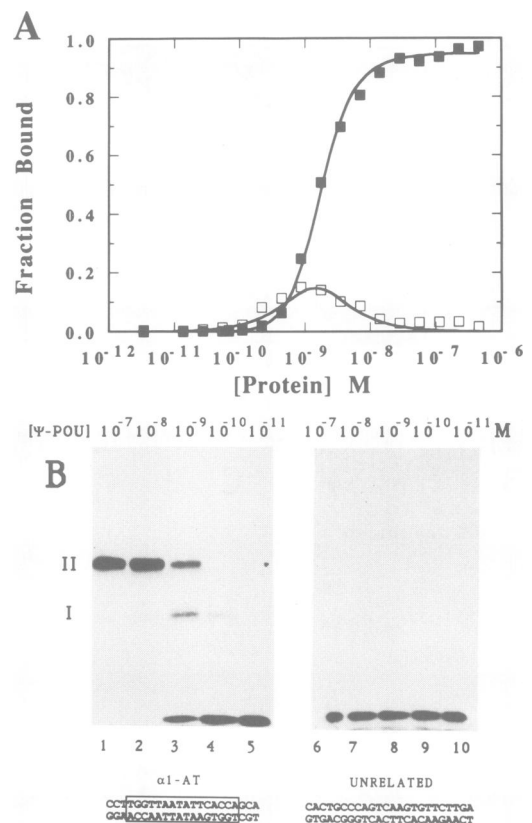 A
Fraction Bound
1.0
0.8
0.6
0.4
0.2
0.0
10⁻¹² 10⁻¹¹ 10⁻¹⁰ 10⁻⁹ 10⁻⁸ 10⁻⁷ 10⁻⁶
[Protein] M
[Ψ-POU] 10⁻⁷ 10⁻⁸ 10⁻⁹ 10⁻¹⁰ 10⁻¹¹ 10⁻⁷ 10⁻⁸ 10⁻⁹ 10⁻¹⁰ 10⁻¹¹ M
B
II
I
1 2 3 4 5 6 7 8 9 10
α1-AT UNRELATED
CCTTGGTTAATATTCACCAGCA CACTGCCCAGTCAAGTGTTCTTGA
GGAACCAATTATAAGTGGTCGT GTGACGGGTCACTTCACAAGAACT